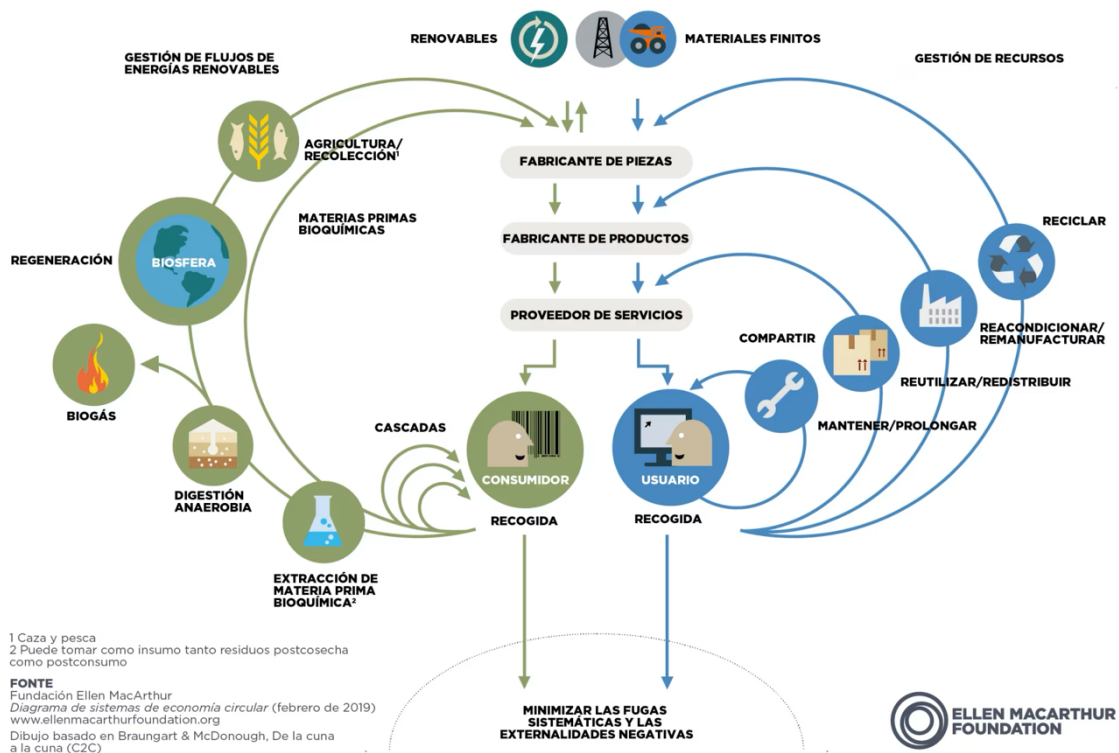 RENOVABLES
MATERIALES FINITOS
GESTIÓN DE FLUJOS DE
ENERGÍAS RENOVABLES
GESTIÓN DE RECURSOS
AGRICULTURA/
RECOLECCIÓN¹
FABRICANTE DE PIEZAS
MATERIAS PRIMAS
BIOQUÍMICAS
RECICLAR
FABRICANTE DE PRODUCTOS
REGENERACIÓN
BIOSFERA
PROVEEDOR DE SERVICIOS
REACONDICIONAR/
REMANUFACTURAR
COMPARTIR
REUTILIZAR/REDISTRIBUIR
BIOGÁS
MANTENER/PROLONGAR
CASCADAS
CONSUMIDOR
USUARIO
DIGESTIÓN
ANAEROBIA
RECOGIDA
RECOGIDA
EXTRACCIÓN DE
MATERIA PRIMA
BIOQUÍMICA²
1 Caza y pesca
2 Puede tomar como insumo tanto residuos postcosecha
como postconsumo
FONTE
Fundación Ellen MacArthur
Diagrama de sistemas de economía circular (febrero de 2019)
www.ellenmacarthurfoundation.org
Dibujo basado en Braungart & McDonough, De la cuna
a la cuna (C2C)
MINIMIZAR LAS FUGAS
SISTEMÁTICAS Y LAS
EXTERNALIDADES NEGATIVAS
ELLEN MACARTHUR
FOUNDATION